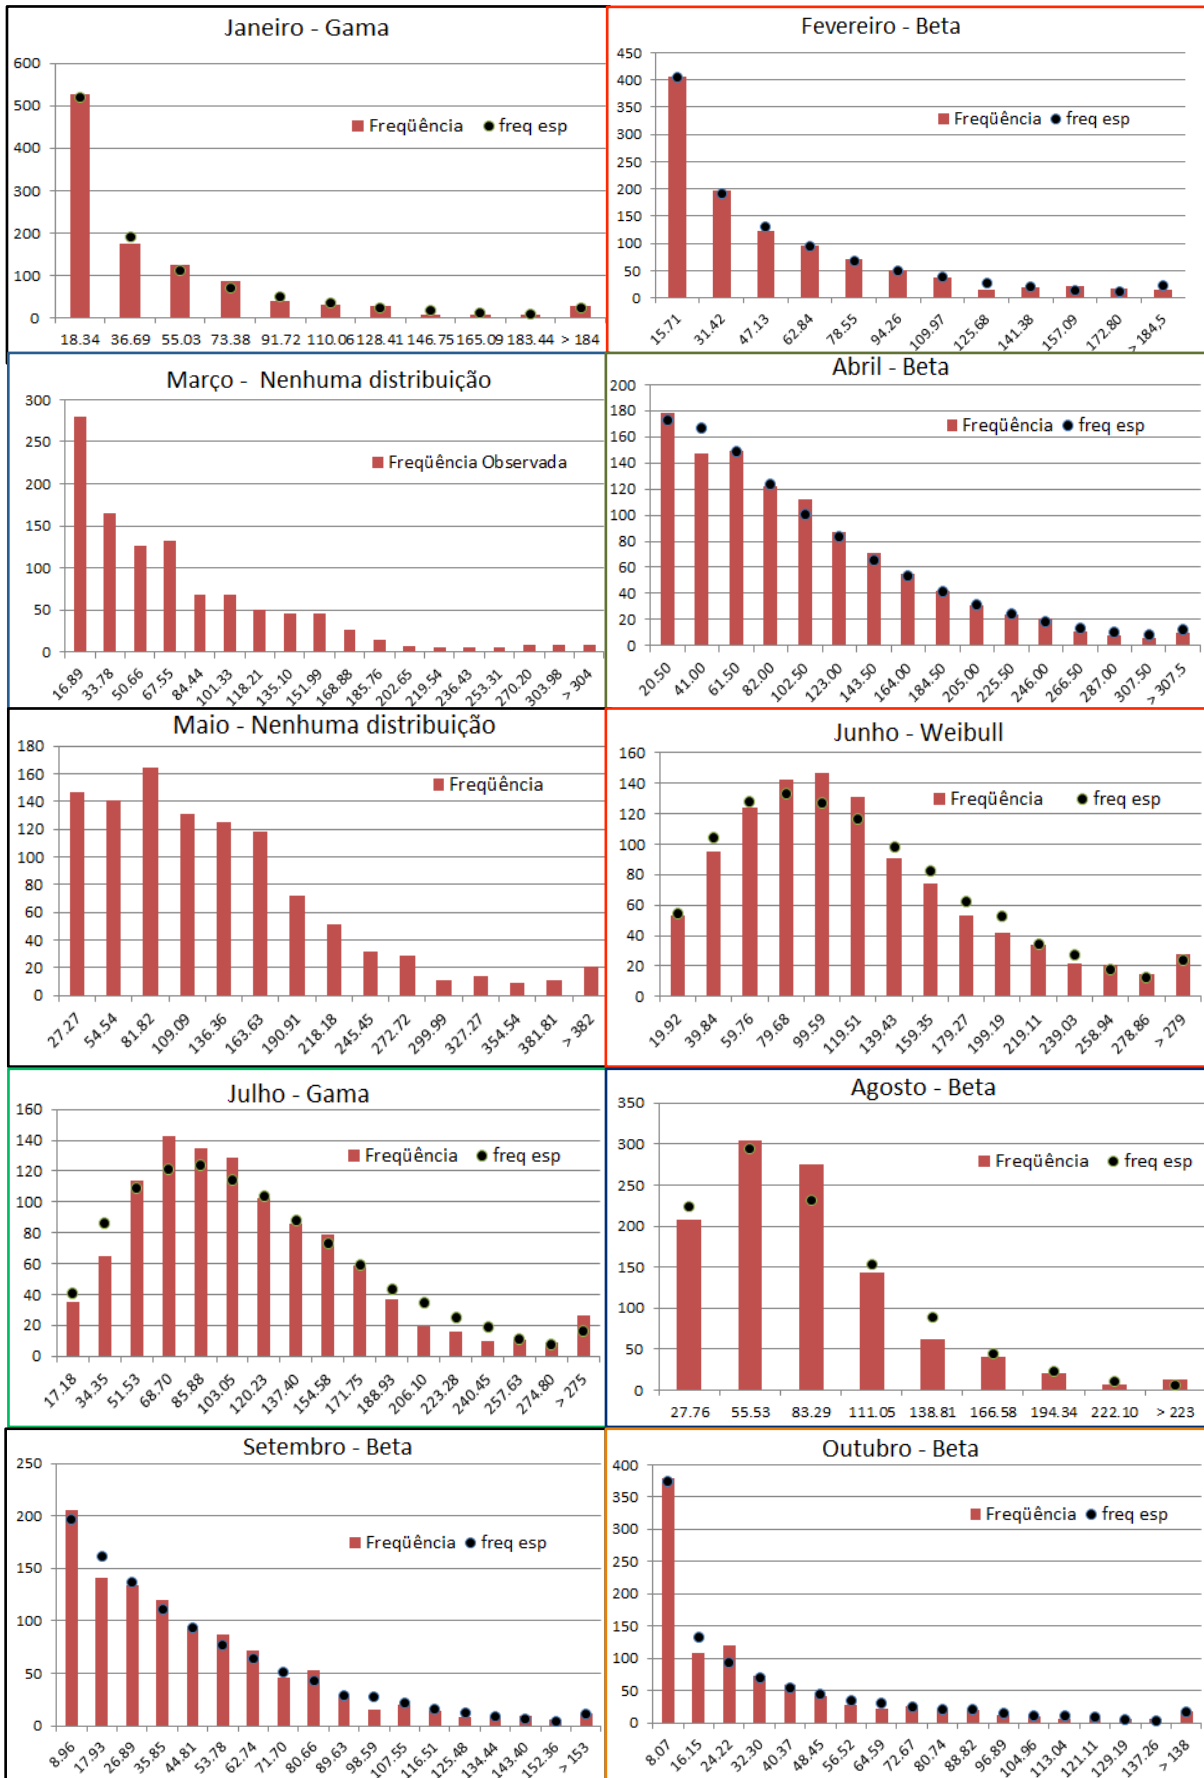 Janeiro - Gama
600
500
400
300
200
100
0
Freqüência freq esp
18.34 36.69 55.03 73.38 91.72 110.06 128.41 146.75 165.09 183.44 > 184
Fevereiro - Beta
450
400
350
300
250
200
150
100
50
0
Freqüência freq esp
15.71 31.42 47.13 62.84 78.55 94.26 109.97 125.68 141.38 157.09 172.80 > 184,5
Março - Nenhuma distribuição
300
250
200
150
100
50
0
Freqüência Observada
16.89 33.78 50.66 67.55 84.44 101.33 118.21 135.10 151.99 168.88 185.76 202.65 219.54 236.43 253.31 270.20 303.98 > 304
Abril - Beta
200
180
160
140
120
100
80
60
40
20
0
Freqüência freq esp
20.50 41.00 61.50 82.00 102.50 123.00 143.50 164.00 184.50 205.00 225.50 246.00 266.50 287.00 307.50 > 307.5
Maio - Nenhuma distribuição
180
160
140
120
100
80
60
40
20
0
Freqüência
27.27 54.54 81.82 109.09 136.36 163.63 190.91 218.18 245.45 272.72 299.99 327.27 354.54 381.81 > 382
Junho - Weibull
160
140
120
100
80
60
40
20
0
Freqüência freq esp
19.92 39.84 59.76 79.68 99.59 119.51 139.43 159.35 179.27 199.19 219.11 239.03 258.94 278.86 > 279
Julho - Gama
160
140
120
100
80
60
40
20
0
Freqüência freq esp
17.18 34.35 51.53 68.70 85.88 103.05 120.23 137.40 154.58 171.75 188.93 206.10 223.28 240.45 257.63 274.80 > 275
Agosto - Beta
350
300
250
200
150
100
50
0
Freqüência freq esp
27.76 55.53 83.29 111.05 138.81 166.58 194.34 222.10 > 223
Setembro - Beta
250
200
150
100
50
0
Freqüência freq esp
8.96 17.93 26.89 35.85 44.81 53.78 62.74 71.70 80.66 89.63 98.59 107.55 116.51 125.48 134.44 143.40 152.36 > 153
Outubro - Beta
400
350
300
250
200
150
100
50
0
Freqüência freq esp
8.07 16.15 24.22 32.30 40.37 48.45 56.52 64.59 72.67 80.74 88.82 96.89 104.96 113.04 121.11 129.19 137.26 > 138